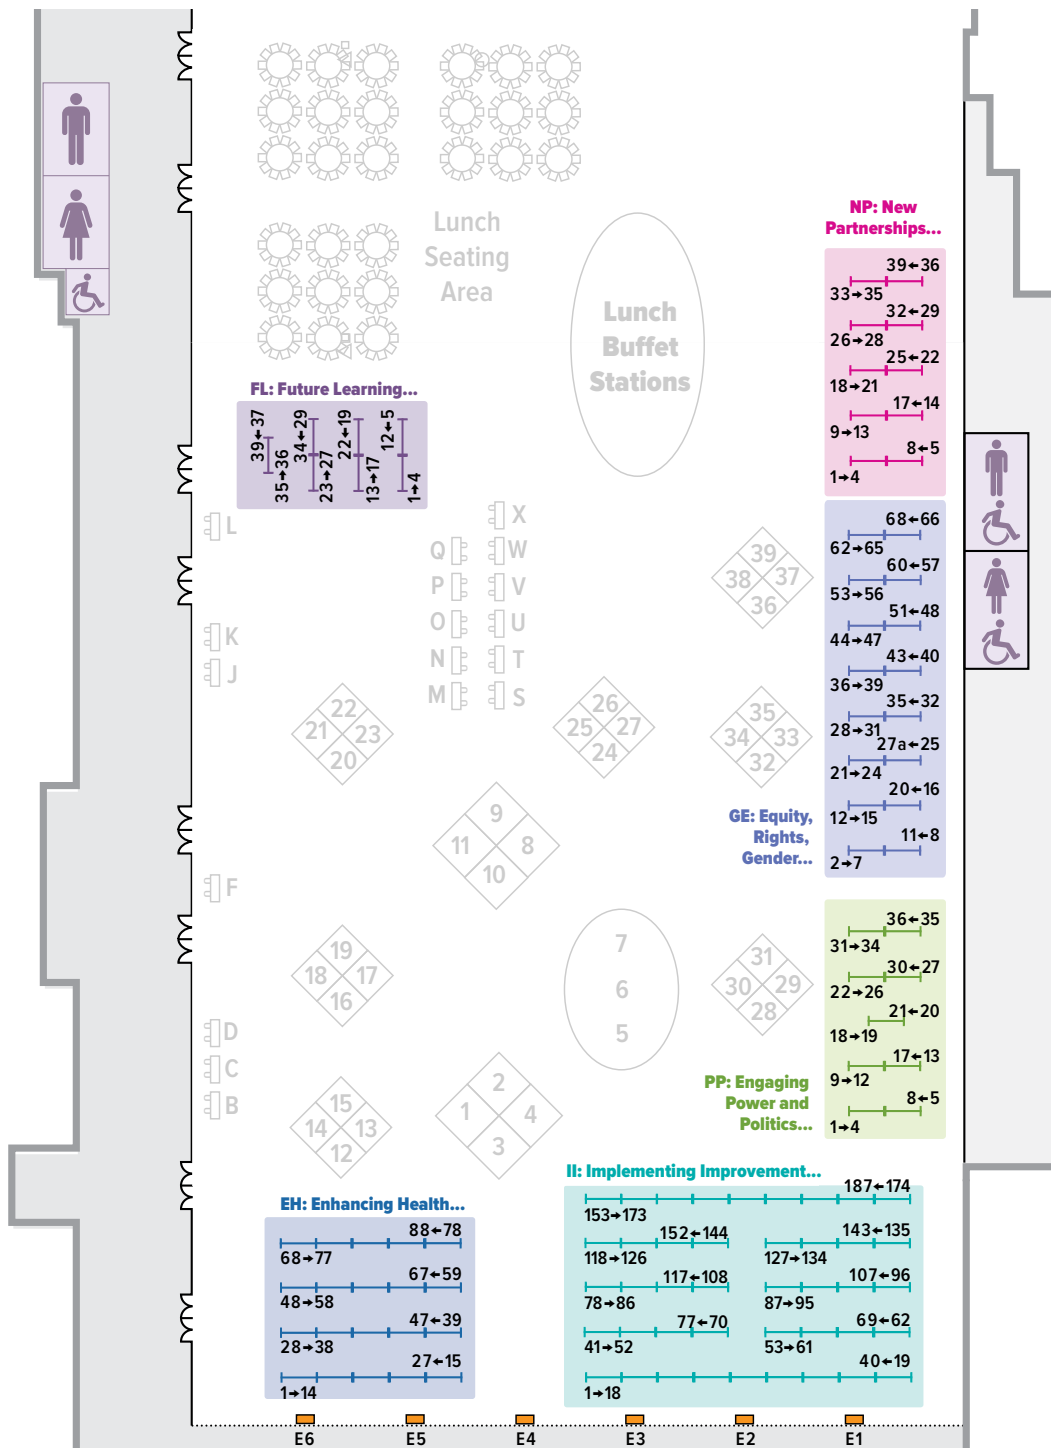 NP: New
Partnerships...
39←36
33→35
32←29
26→28
25←22
18→21
17←14
9→13
8←5
1→4
Lunch
Seating
Area
Lunch
Buffet
Stations
FL: Future Learning...
39←37
35→36
34←29
23→27
22←19
13→17
12←5
1→4
L
K
J
F
D
C
B
Q
P
O
N
M
X
W
V
U
T
S
39
38
37
36
68←66
62→65
60←57
53→56
51←48
44→47
43←40
36→39
35←32
28→31
27a←25
21→24
20←16
12→15
11←8
2→7
GE: Equity,
Rights,
Gender...
22
21
23
20
26
25
27
24
35
34
33
32
9
11
8
10
19
18
17
16
7
6
5
31
30
29
28
36←35
31→34
30←27
22→26
21←20
18→19
17←13
9→12
8←5
1→4
PP: Engaging
Power and
Politics...
15
14
13
12
2
1
4
3
EH: Enhancing Health...
88←78
68→77
67←59
48→58
47←39
28→38
27←15
1→14
II: Implementing Improvement...
187←174
153→173
152←144
143←135
118→126
127→134
117←108
107←96
78→86
87→95
77←70
69←62
41→52
53→61
40←19
1→18
E6
E5
E4
E3
E2
E1